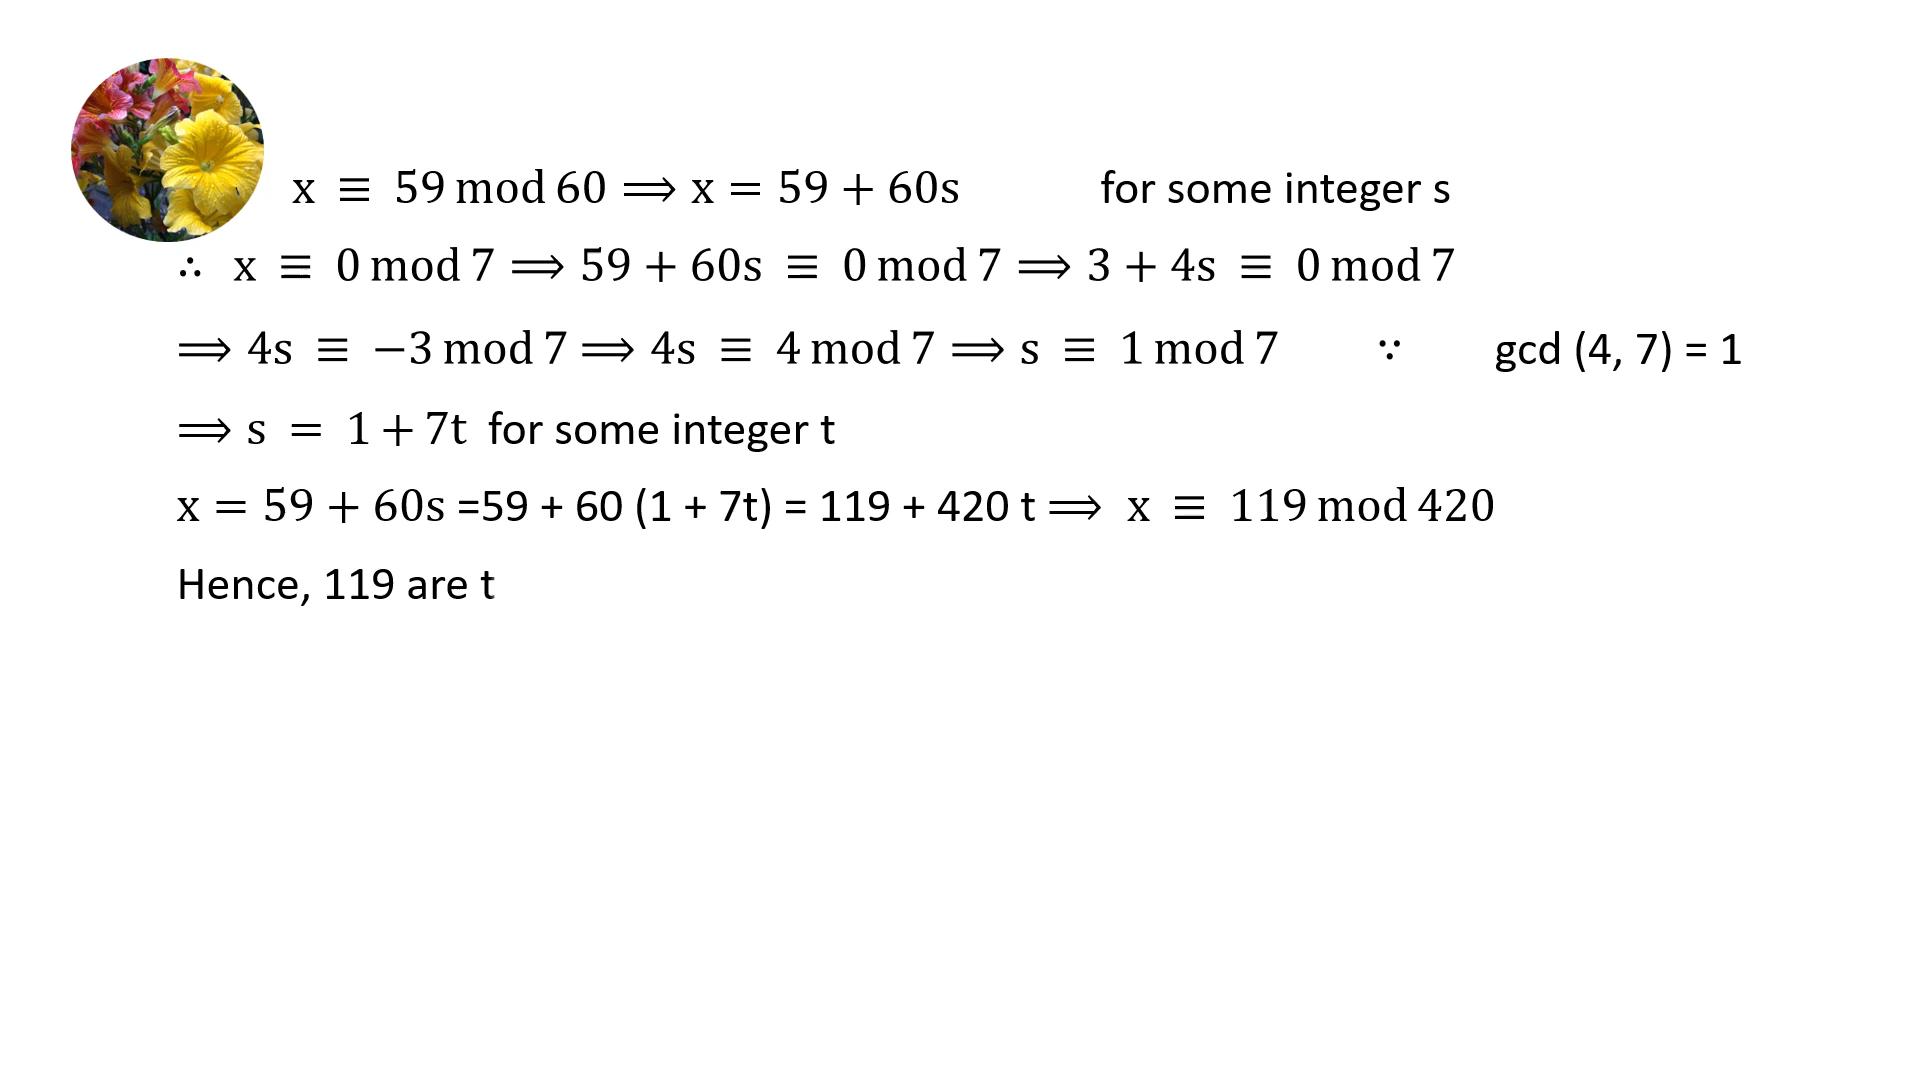 x ≡ 59 mod 60 ⟹ x = 59 + 60s for some integer s
∴ x ≡ 0 mod 7 ⟹ 59 + 60s ≡ 0 mod 7 ⟹ 3 + 4s ≡ 0 mod 7
⟹ 4s ≡ −3 mod 7 ⟹ 4s ≡ 4 mod 7 ⟹ s ≡ 1 mod 7 ∵ gcd (4, 7) = 1
⟹ s = 1 + 7t for some integer t
x = 59 + 60s =59 + 60 (1 + 7t) = 119 + 420 t ⟹ x ≡ 119 mod 420
Hence, 119 are t